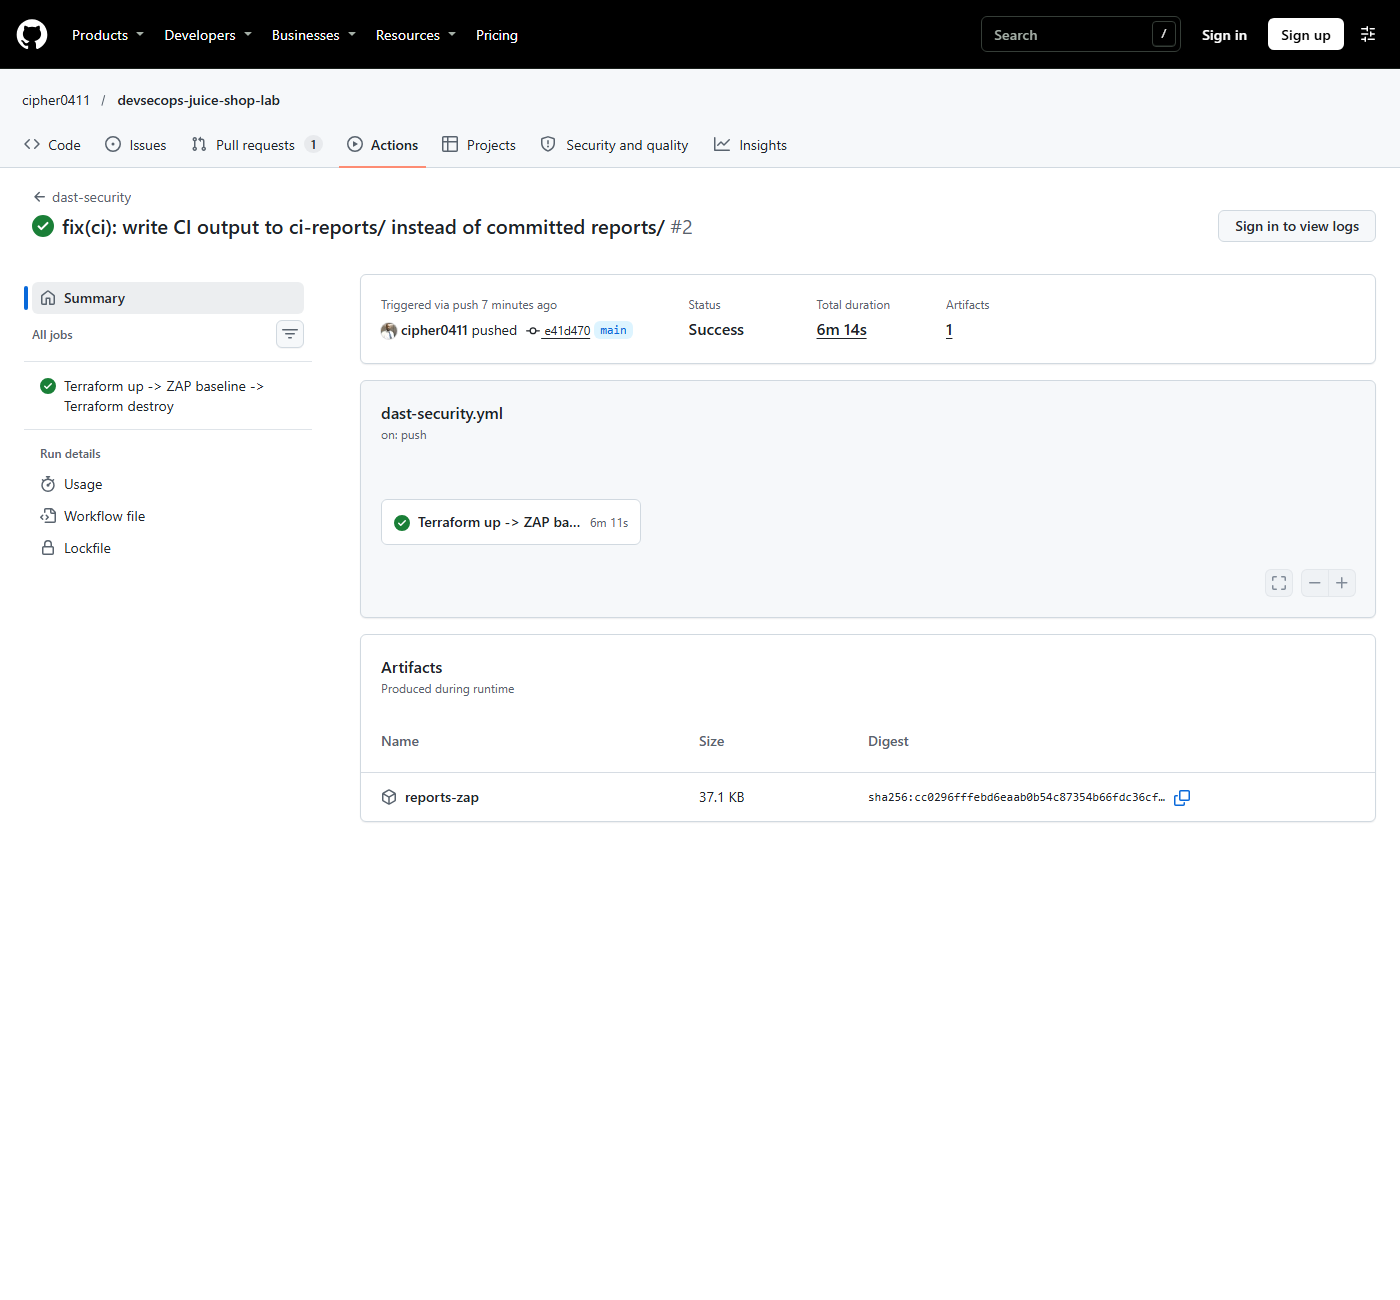 Products Developers Businesses Resources Pricing Search / Sign in Sign up
cipher0411 / devsecops-juice-shop-lab
Code Issues Pull requests 1 Actions Projects Security and quality Insights
dast-security
fix(ci): write CI output to ci-reports/ instead of committed reports/ #2
Sign in to view logs
Summary
All jobs
Terraform up -> ZAP baseline ->
Terraform destroy
Run details
Usage
Workflow file
Lockfile
Triggered via push 7 minutes ago
cipher0411 pushed e41d470 main
Status
Success
Total duration
6m 14s
Artifacts
1
dast-security.yml
on: push
Terraform up -> ZAP ba... 6m 11s
Artifacts
Produced during runtime
Name Size Digest
reports-zap 37.1 KB sha256:cc0296fffebd6eaab0b54c87354b66fdc36cf…